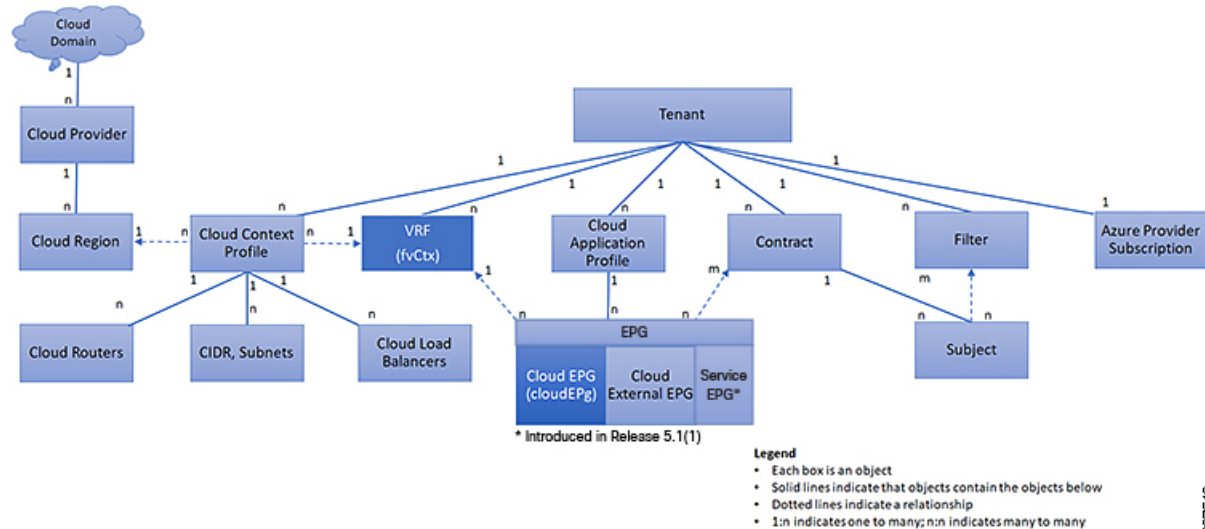 Cloud
Domain
1
n
Cloud Provider
1
n
Cloud Region
Tenant
1
1
1
1
1
1
1
n
n
n
n
n
1
Cloud Context
Profile
VRF
(fvCtx)
Cloud
Application
Profile
Contract
Filter
Azure Provider
Subscription
1
n
n
1
1
1
1
n
n
n
1
1
n
n
n
m
1
n
n
m
Cloud Routers
CIDR, Subnets
Cloud Load
Balancers
EPG
Cloud EPG
(cloudEPg)
Cloud
External EPG
Service
EPG*
Subject
* Introduced in Release 5.1(1)
Legend
• Each box is an object
• Solid lines indicate that objects contain the objects below
• Dotted lines indicate a relationship
• 1:n indicates one to many; n:n indicates many to many